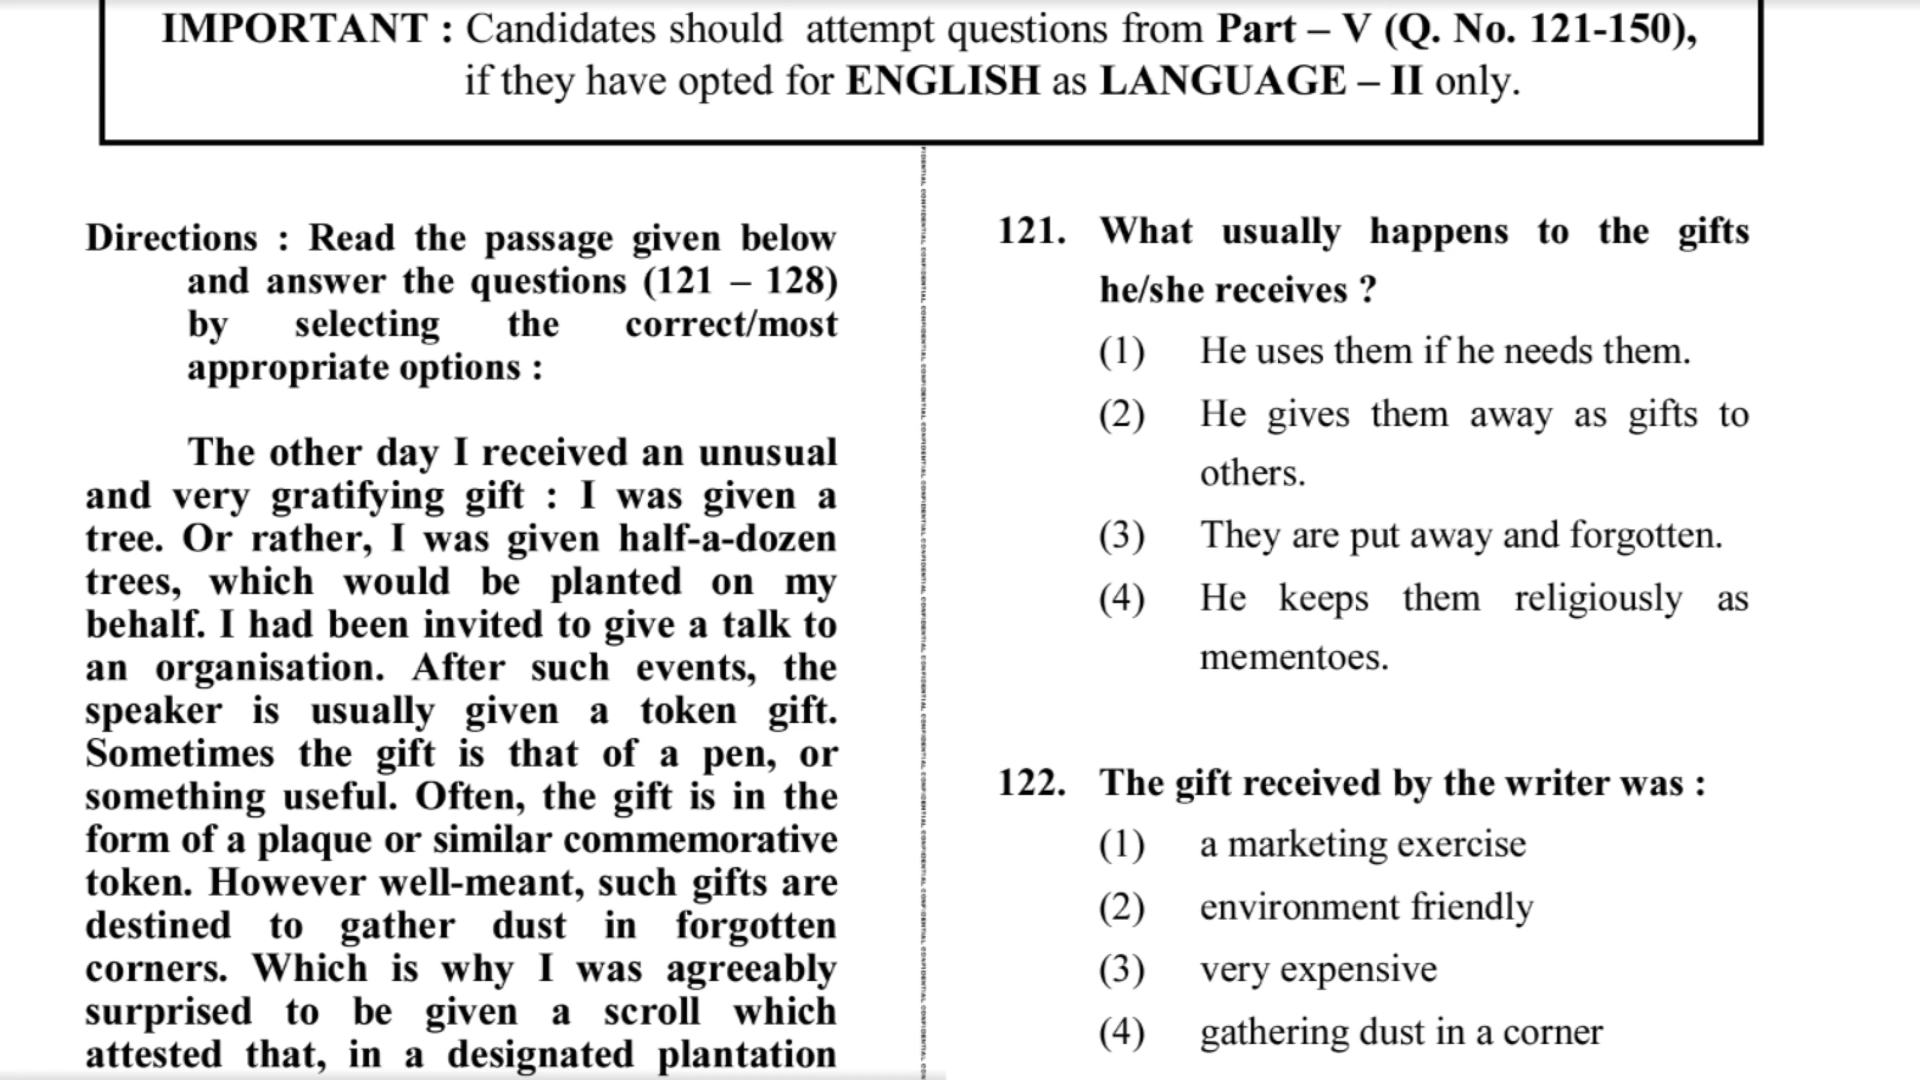 IMPORTANT : Candidates should attempt questions from Part – V (Q. No. 121-150),
if they have opted for ENGLISH as LANGUAGE – II only.
Directions : Read the passage given below
and answer the questions (121 – 128)
by selecting the correct/most
appropriate options :
The other day I received an unusual
and very gratifying gift : I was given a
tree. Or rather, I was given half-a-dozen
trees, which would be planted on my
behalf. I had been invited to give a talk to
an organisation. After such events, the
speaker is usually given a token gift.
Sometimes the gift is that of a pen, or
something useful. Often, the gift is in the
form of a plaque or similar commemorative
token. However well-meant, such gifts are
destined to gather dust in forgotten
corners. Which is why I was agreeably
surprised to be given a scroll which
attested that, in a designated plantation
121. What usually happens to the gifts
he/she receives ?
(1) He uses them if he needs them.
(2) He gives them away as gifts to
others.
(3) They are put away and forgotten.
(4) He keeps them religiously as
mementoes.
122. The gift received by the writer was :
(1) a marketing exercise
(2) environment friendly
(3) very expensive
(4) gathering dust in a corner